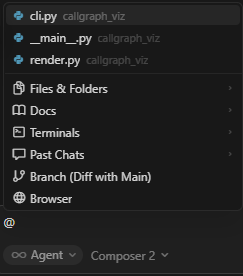 cli.py callgraph_viz
__main__.py callgraph_viz
render.py callgraph_viz
Files & Folders
Docs
Terminals
Past Chats
Branch (Diff with Main)
Browser
@
Agent Composer 2